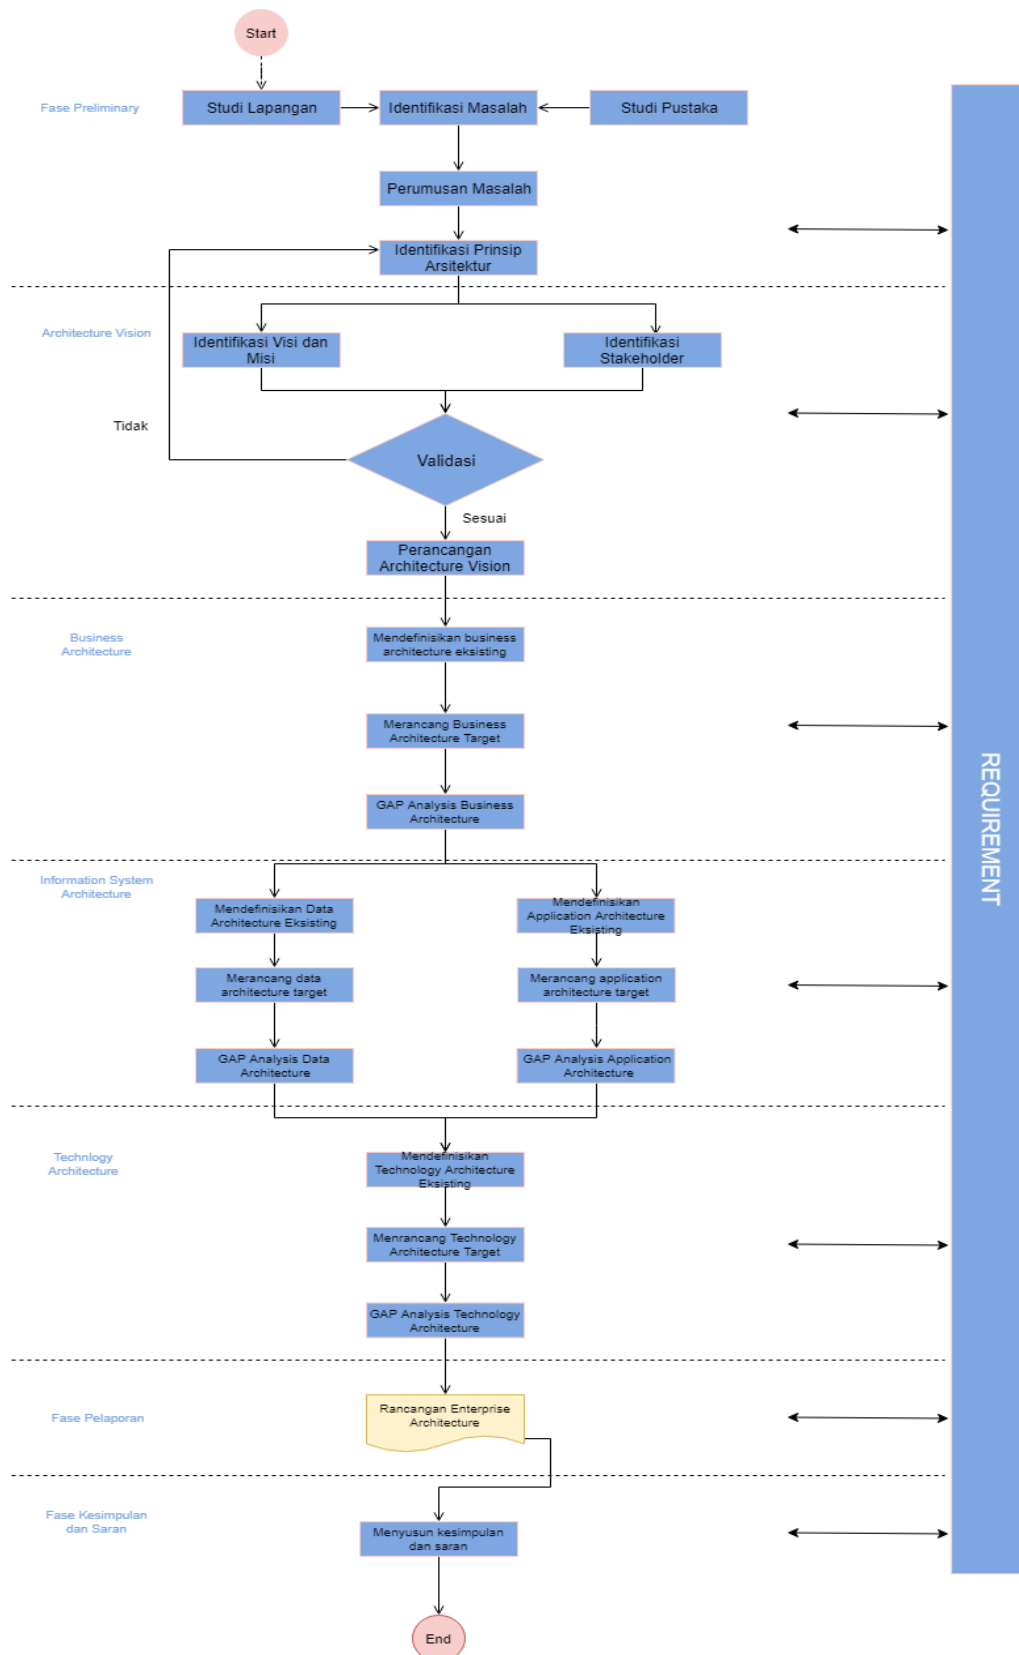 Start
Fase Preliminary
Studi Lapangan
Identifikasi Masalah
Studi Pustaka
Perumusan Masalah
Identifikasi Prinsip
Arsitektur
Architecture Vision
Identifikasi Visi dan
Misi
Identifikasi
Stakeholder
Tidak
Validasi
Sesuai
Perancangan
Architecture Vision
Business
Architecture
Mendefinisikan business
architecture eksisting
Merancang Business
Architecture Target
GAP Analysis Business
Architecture
REQUIREMENT
Information System
Architecture
Mendefinisikan Data
Architecture Eksisting
Mendefinisikan
Application Architecture
Eksisting
Merancang data
architecture target
Merancang application
architecture target
GAP Analysis Data
Architecture
GAP Analysis Application
Architecture
Technlogy
Architecture
Mendefinisikan
Technology Architecture
Eksisting
Menrancang Technology
Architecture Target
GAP Analysis Technology
Architecture
Fase Pelaporan
Rancangan Enterprise
Architecture
Fase Kesimpulan
dan Saran
Menyusun kesimpulan
dan saran
End